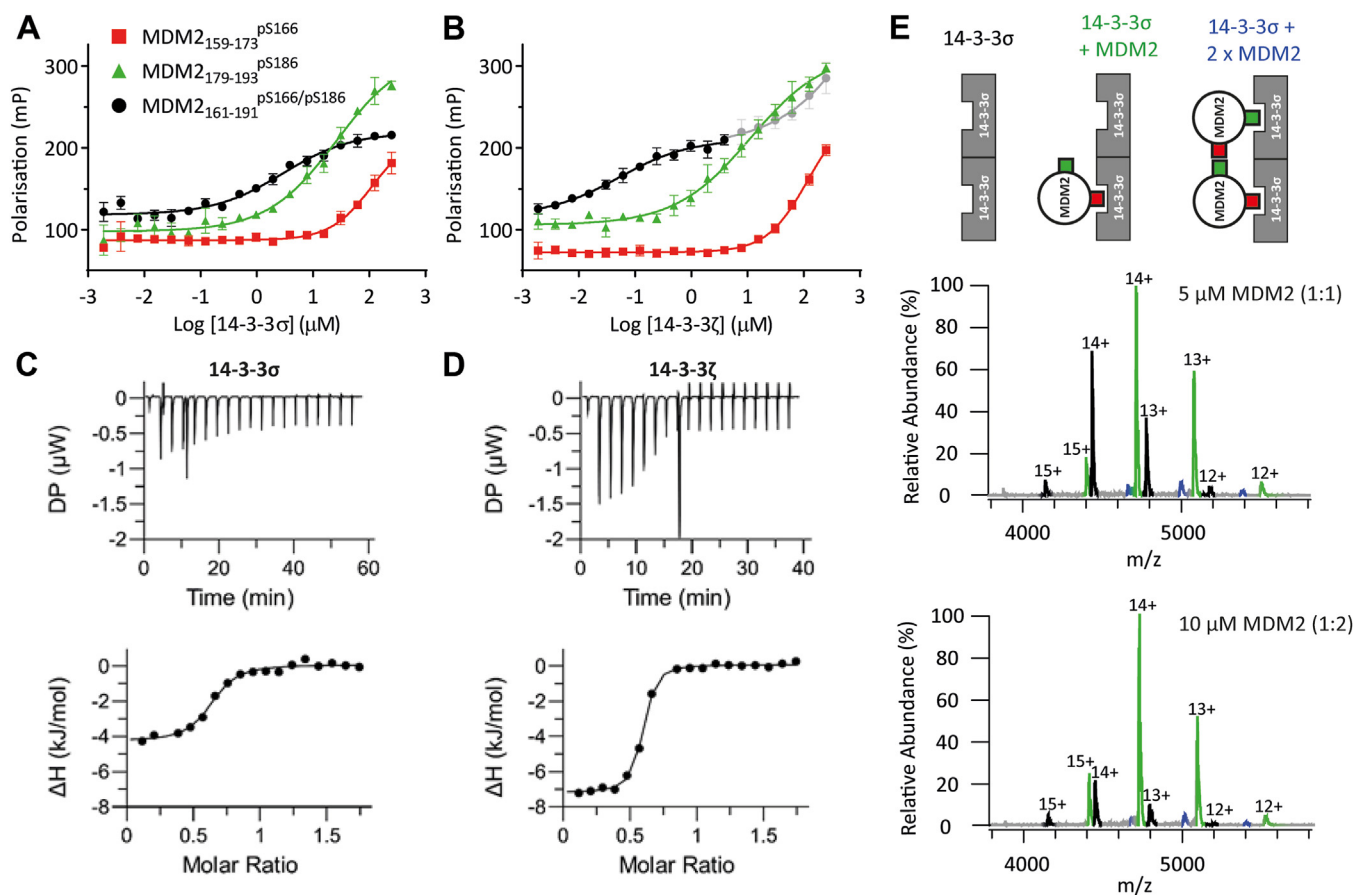 A
MDM2159-173 pS166
MDM2179-193 pS186
MDM2161-191 pS166/pS186
Polarisation (mP)
300
200
100
-3 -2 -1 0 1 2 3
Log [14-3-3σ] (µM)
B
Polarisation (mP)
300
200
100
-3 -2 -1 0 1 2 3
Log [14-3-3ζ] (µM)
C
14-3-3σ
DP (µW)
0
-0.5
-1
-1.5
-2
0 20 40 60
Time (min)
ΔH (kJ/mol)
0
-2
-4
-6
-8
0 0.5 1 1.5
Molar Ratio
D
14-3-3ζ
DP (µW)
0
-0.5
-1
-1.5
-2
0 10 20 30 40
Time (min)
ΔH (kJ/mol)
0
-2
-4
-6
-8
0 0.5 1 1.5
Molar Ratio
E
14-3-3σ
14-3-3σ
+ MDM2
14-3-3σ +
2 x MDM2
14-3-3σ
14-3-3σ
14-3-3σ
14-3-3σ
MDM2
14-3-3σ
14-3-3σ
MDM2
MDM2
5 µM MDM2 (1:1)
Relative Abundance (%)
100
80
60
40
20
0
15+
15+
14+
14+
13+
13+
12+
12+
4000 5000
m/z
10 µM MDM2 (1:2)
Relative Abundance (%)
100
80
60
40
20
0
15+
15+
14+
14+
13+
13+
12+
12+
4000 5000
m/z